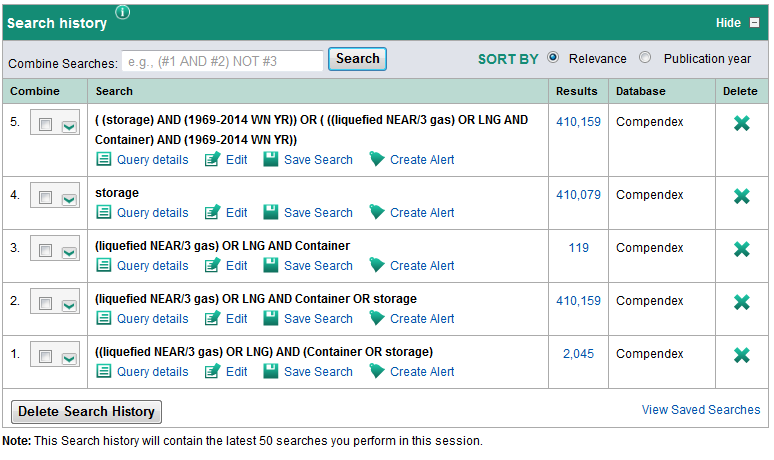 Search history i
Hide
Combine Searches: e.g., (#1 AND #2) NOT #3 Search SORT BY Relevance Publication year
Combine Search Results Database Delete
5. ( (storage) AND (1969-2014 WN YR)) OR ( ((liquefied NEAR/3 gas) OR LNG AND 410,159 Compendex
Container) AND (1969-2014 WN YR))
Query details Edit Save Search Create Alert
4. storage 410,079 Compendex
Query details Edit Save Search Create Alert
3. (liquefied NEAR/3 gas) OR LNG AND Container 119 Compendex
Query details Edit Save Search Create Alert
2. (liquefied NEAR/3 gas) OR LNG AND Container OR storage 410,159 Compendex
Query details Edit Save Search Create Alert
1. ((liquefied NEAR/3 gas) OR LNG) AND (Container OR storage) 2,045 Compendex
Query details Edit Save Search Create Alert
Delete Search History View Saved Searches
Note: This Search history will contain the latest 50 searches you perform in this session.